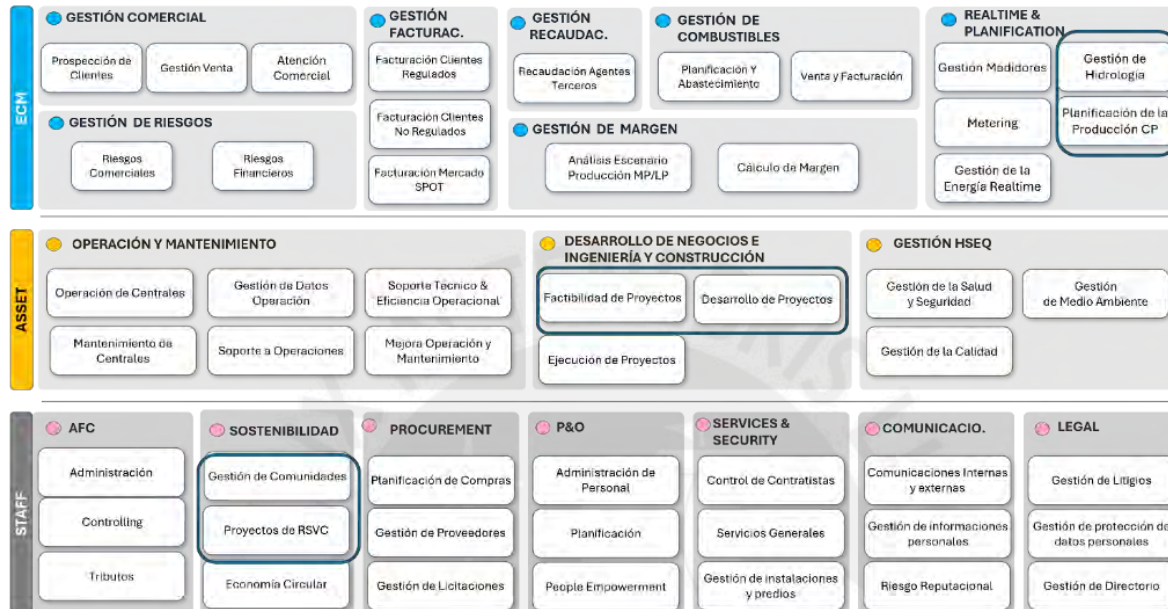 ECM
GESTIÓN COMERCIAL
Prospección de
Clientes
Gestión Venta
Atención
Comercial
GESTIÓN DE RIESGOS
Riesgos
Comerciales
Riesgos
Financieros
GESTIÓN
FACTURAC.
Facturación Clientes
Regulados
Facturación Clientes
No Regulados
Facturación Mercado
SPOT
GESTIÓN
RECAUDAC.
Recaudación Agentes
Terceros
GESTIÓN DE
COMBUSTIBLES
Planificación Y
Abastecimiento
Venta y Facturación
GESTIÓN DE MARGEN
Análisis Escenario
Producción MP/LP
Cálculo de Margen
REALTIME &
PLANIFICATION
Gestión Medidores
Gestión de
Hidrología
Metering
Planificación de la
Producción CP
Gestión de la
Energía Realtime
ASSET
OPERACIÓN Y MANTENIMIENTO
Operación de Centrales
Gestión de Datos
Operación
Soporte Técnico &
Eficiencia Operacional
Mantenimiento de
Centrales
Soporte a Operaciones
Mejora Operación y
Mantenimiento
DESARROLLO DE NEGOCIOS E
INGENIERÍA Y CONSTRUCCIÓN
Factibilidad de Proyectos
Desarrollo de Proyectos
Ejecución de Proyectos
GESTIÓN HSEQ
Gestión de la Salud
y Seguridad
Gestión
de Medio Ambiente
Gestión de la Calidad
STAFF
AFC
Administración
Controlling
Tributos
SOSTENIBILIDAD
Gestión de Comunidades
Proyectos de RSVC
Economía Circular
PROCUREMENT
Planificación de Compras
Gestión de Proveedores
Gestión de Licitaciones
P&O
Administración de
Personal
Planificación
People Empowerment
SERVICES &
SECURITY
Control de Contratistas
Servicios Generales
Gestión de instalaciones
y predios
COMUNICACIO.
Comunicaciones Internas
y externas
Gestión de informaciones
personales
Riesgo Reputacional
LEGAL
Gestión de Litigios
Gestión de protección de
datos personales
Gestión de Directorio